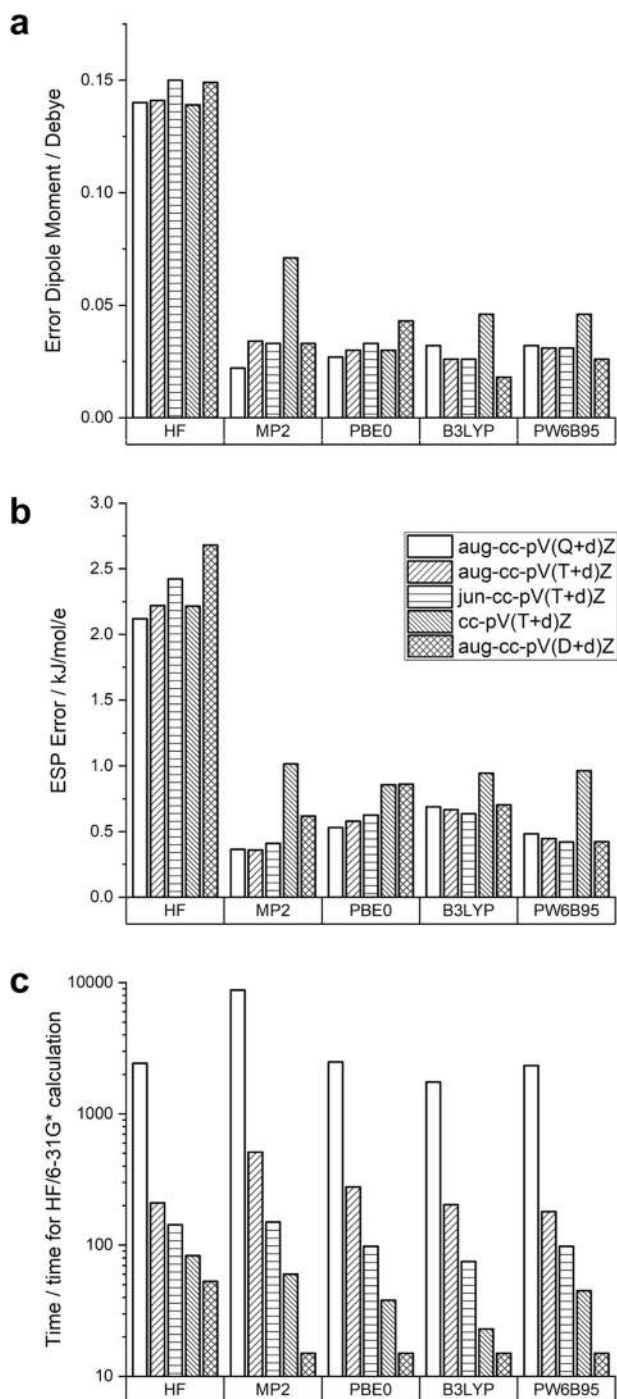 a
Error Dipole Moment / Debye
0.15
0.10
0.05
0.00
HF MP2 PBE0 B3LYP PW6B95
b
ESP Error / kJ/mol/e
3.0
2.5
2.0
1.5
1.0
0.5
0.0
aug-cc-pV(Q+d)Z
aug-cc-pV(T+d)Z
jun-cc-pV(T+d)Z
cc-pV(T+d)Z
aug-cc-pV(D+d)Z
HF MP2 PBE0 B3LYP PW6B95
c
Time / time for HF/6-31G* calculation
10000
1000
100
10
HF MP2 PBE0 B3LYP PW6B95